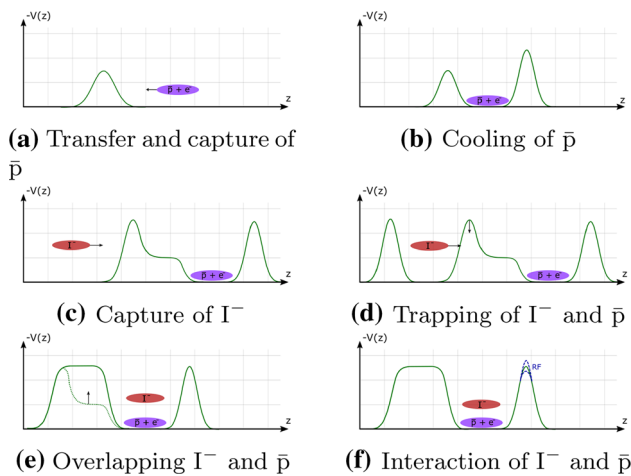 -V(z)
p̄ + e⁻
z
(a) Transfer and capture of
p̄
-V(z)
p̄ + e⁻
z
(b) Cooling of p̄
-V(z)
I⁻
p̄ + e⁻
z
(c) Capture of I⁻
-V(z)
I⁻
p̄ + e⁻
z
(d) Trapping of I⁻ and p̄
-V(z)
I⁻
p̄ + e⁻
z
(e) Overlapping I⁻ and p̄
-V(z)
RF
I⁻
p̄ + e⁻
z
(f) Interaction of I⁻ and p̄